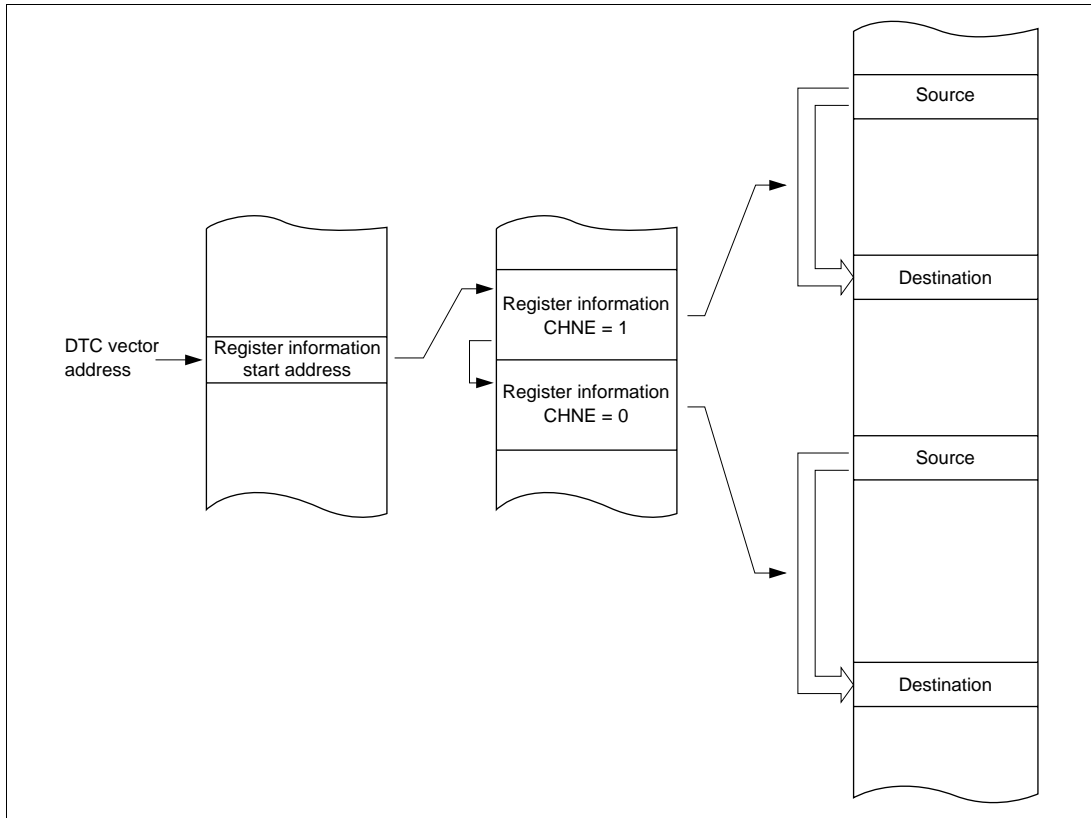 DTC vector
address
Register information
start address
Register information
CHNE = 1
Register information
CHNE = 0
Source
Destination
Source
Destination